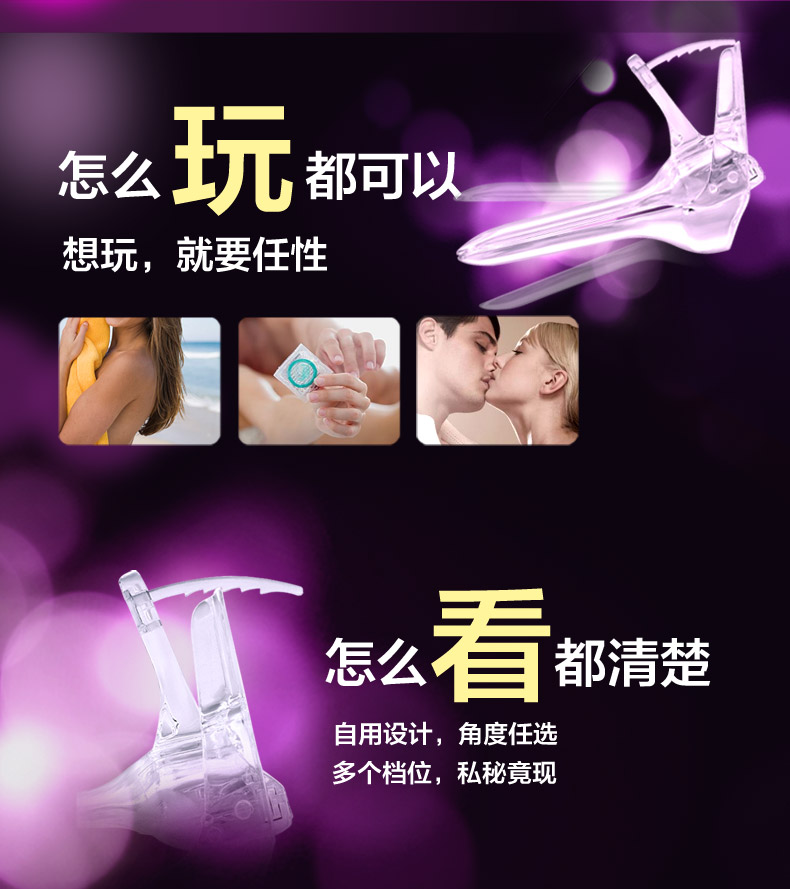 怎么玩都可以
想玩，就要任性
怎么看都清楚
自用设计，角度任选
多个档位，私秘竟现